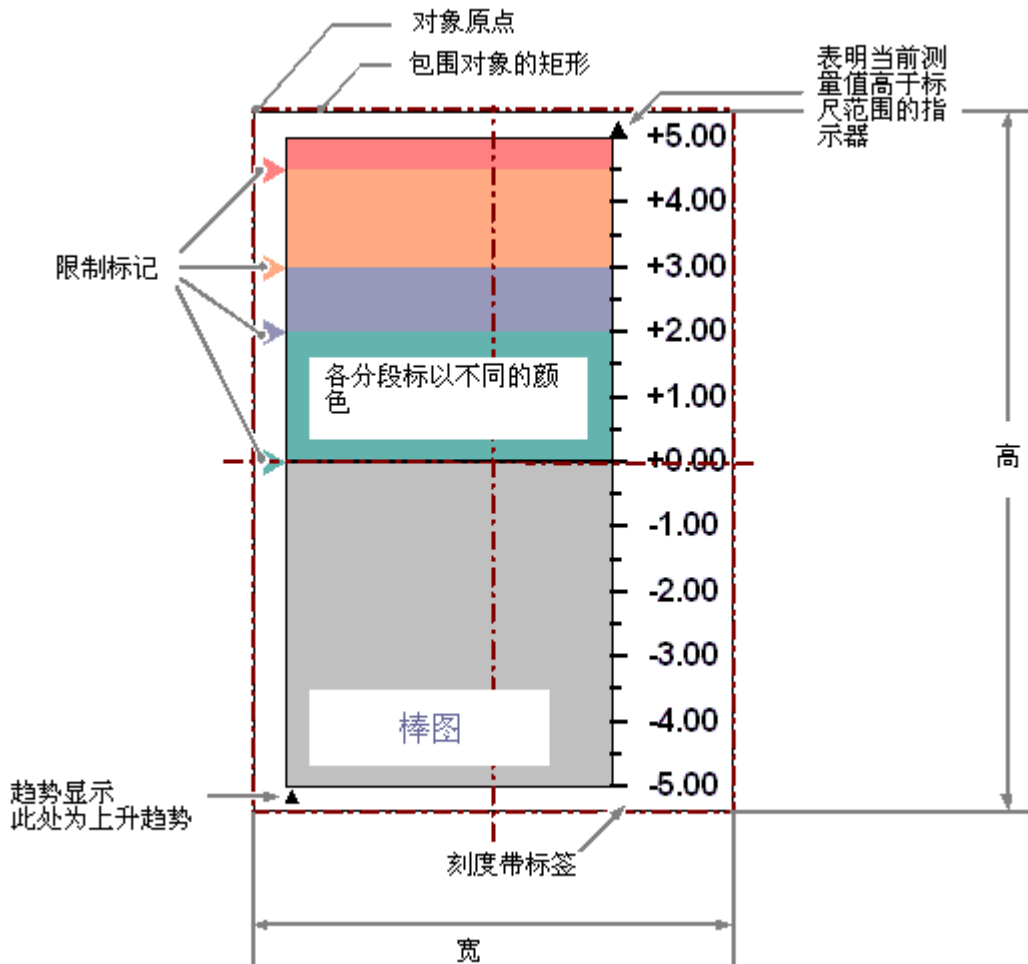 对象原点
包围对象的矩形
表明当前测
量值高于标
尺范围的指
示器
+5.00
+4.00
限制标记
+3.00
+2.00
各分段标以不同的颜
色
+1.00
+0.00
高
-1.00
-2.00
-3.00
棒图
-4.00
-5.00
趋势显示
此处为上升趋势
刻度带标签
宽